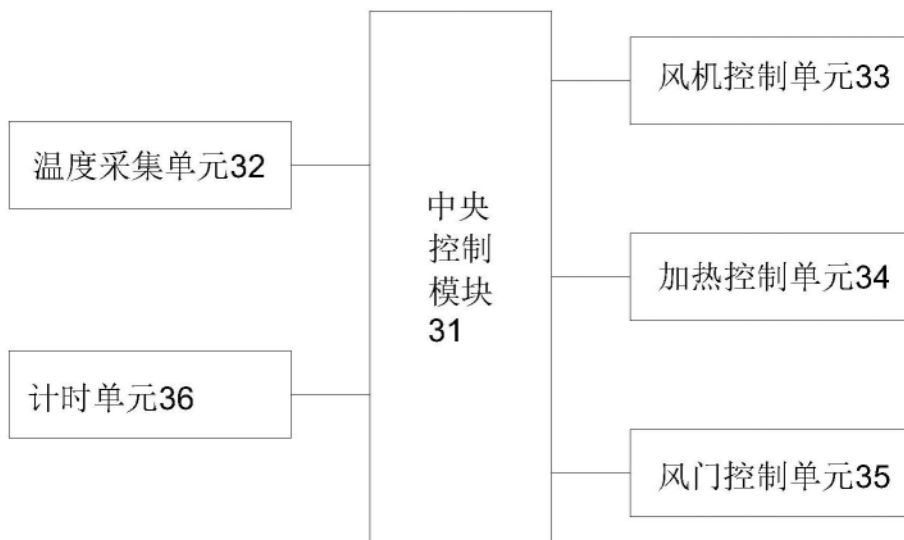 温度采集单元32
计时单元36
中央
控制
模块
31
风机控制单元33
加热控制单元34
风门控制单元35